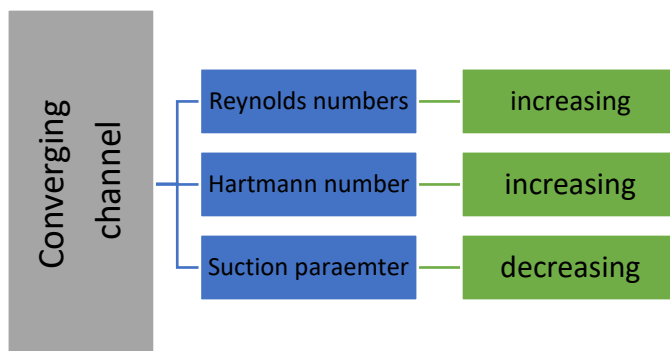 Converging
channel
Reynolds numbers
increasing
Hartmann number
increasing
Suction paraemter
decreasing